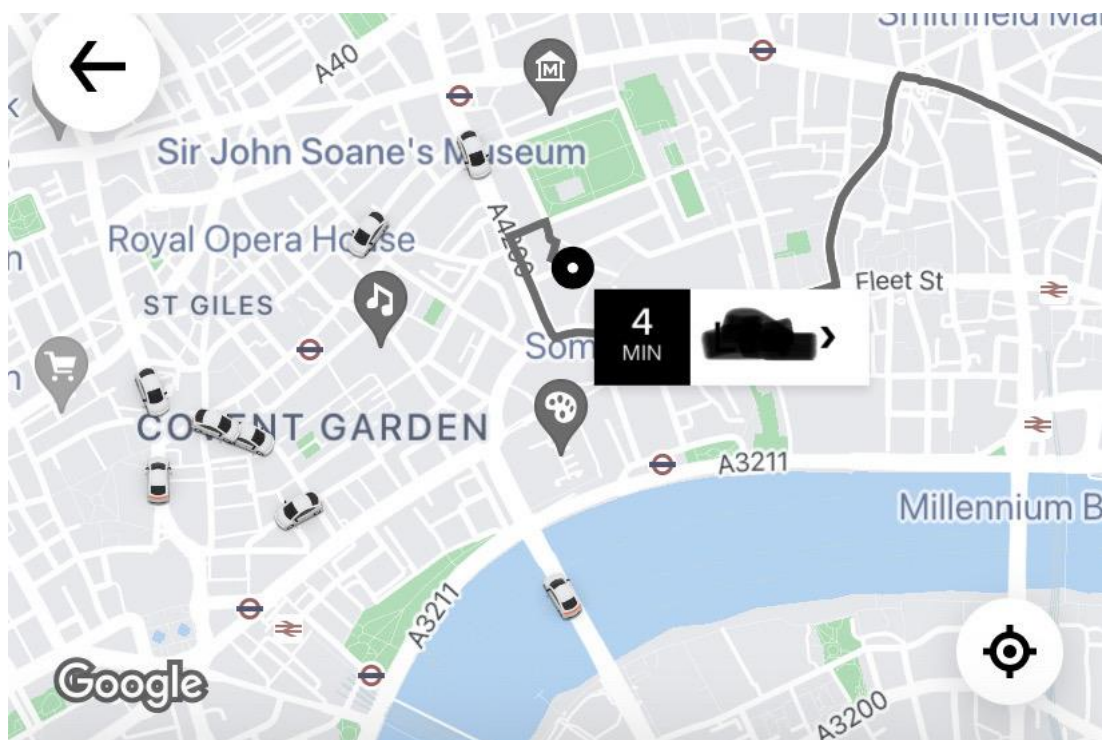 Smithfield Mar
A40
Sir John Soane's Museum
A4200
Royal Opera House
ST GILES
Fleet St
4
MIN
Som
COVENT GARDEN
A3211
Millennium B
A3211
A3200
Google